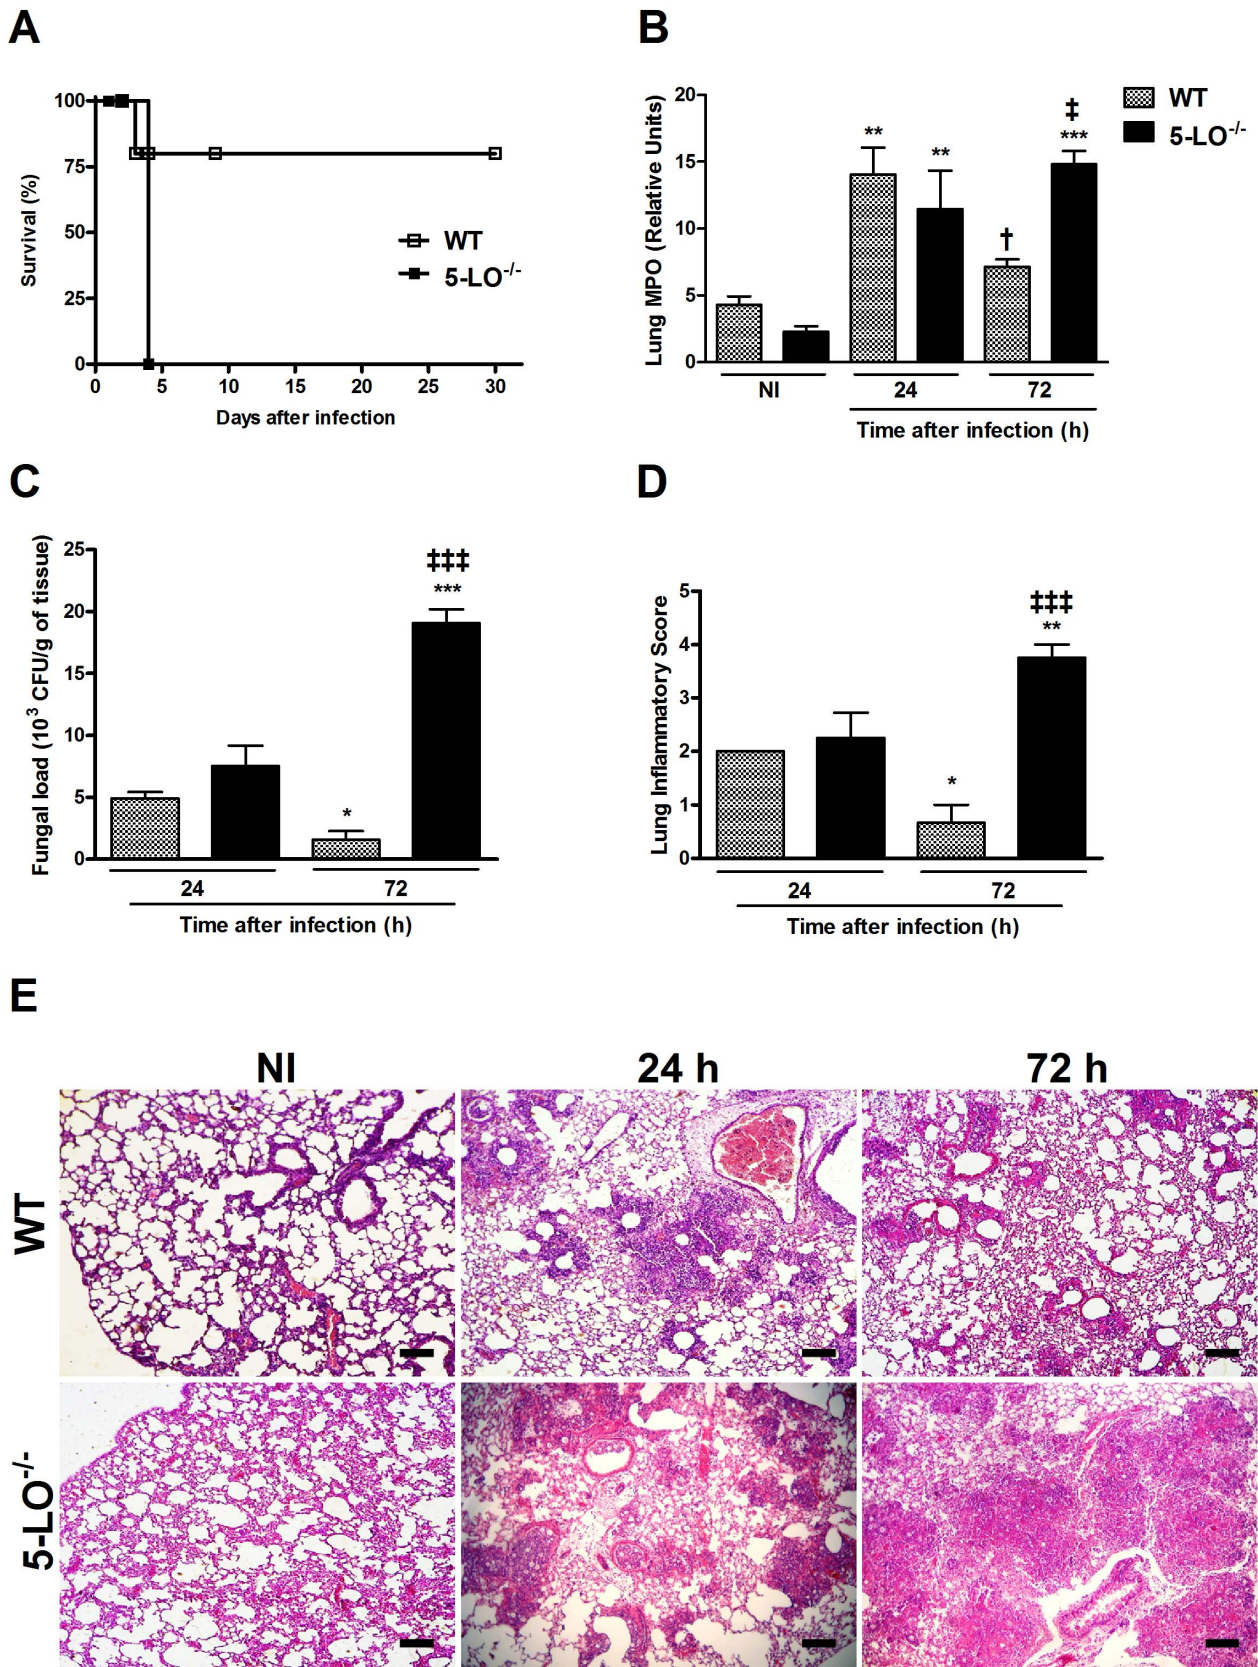 A
100
75
50
25
0
Survival (%)
0 5 10 15 20 25 30
Days after infection
WT
5-LO-/-
B
20
15
10
5
0
Lung MPO (Relative Units)
** ** † ‡ ***
NI 24 72
Time after infection (h)
WT
5-LO-/-
C
25
20
15
10
5
0
Fungal load (10³ CFU/g of tissue)
* ‡‡‡ ***
24 72
Time after infection (h)
D
5
4
3
2
1
0
Lung Inflammatory Score
* ‡‡‡ **
24 72
Time after infection (h)
E
NI 24 h 72 h
WT
5-LO-/-